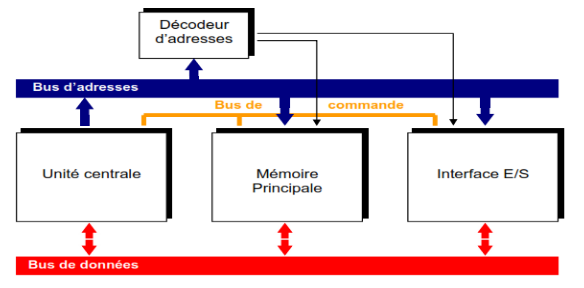 Décodeur
d'adresses
Bus d'adresses
Bus de commande
Unité centrale
Mémoire
Principale
Interface E/S
Bus de données